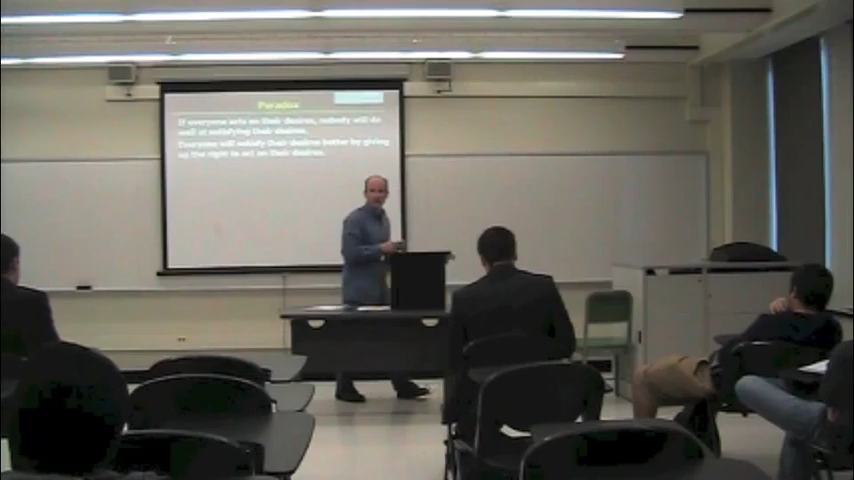 Paradox
If everyone acts on their desires, nobody will do
well at satisfying their desires.
Everyone will satisfy their desires better by giving
up the right to act on their desires.